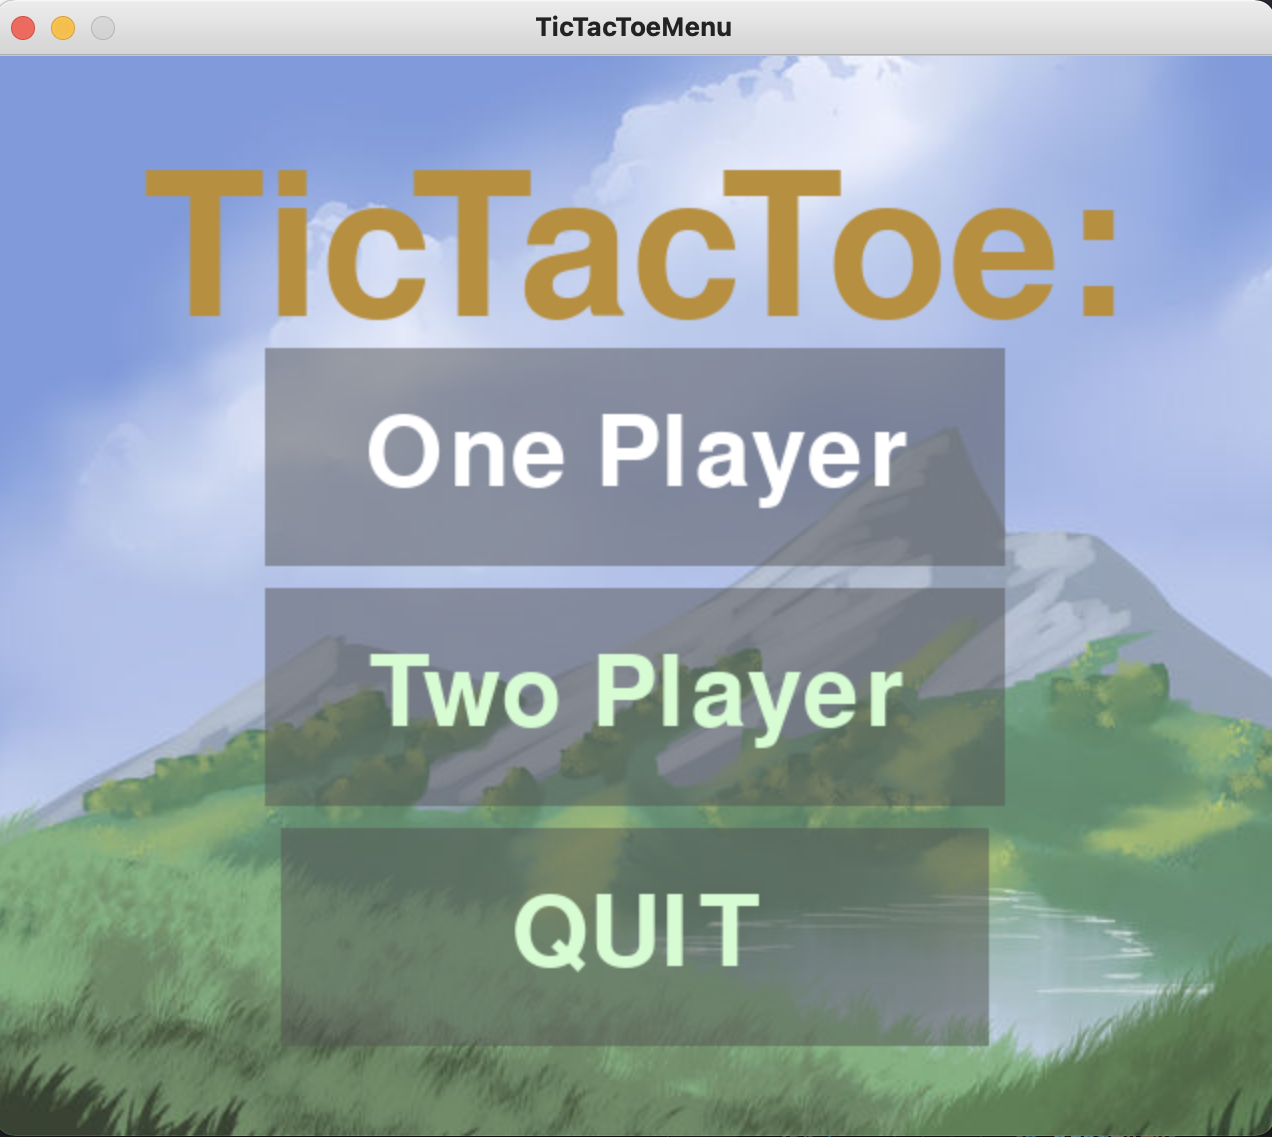 TicTacToeMenu
TicTacToe:
One Player
Two Player
QUIT